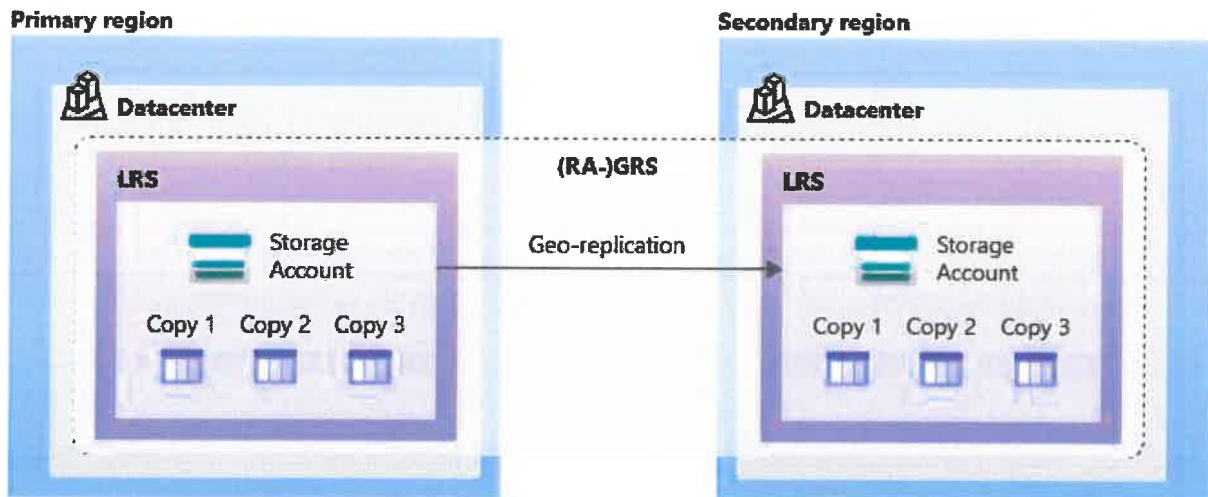 Primary region
Secondary region
Datacenter
Datacenter
(RA-)GRS
LRS
LRS
Storage
Account
Geo-replication
Storage
Account
Copy 1 Copy 2 Copy 3
Copy 1 Copy 2 Copy 3